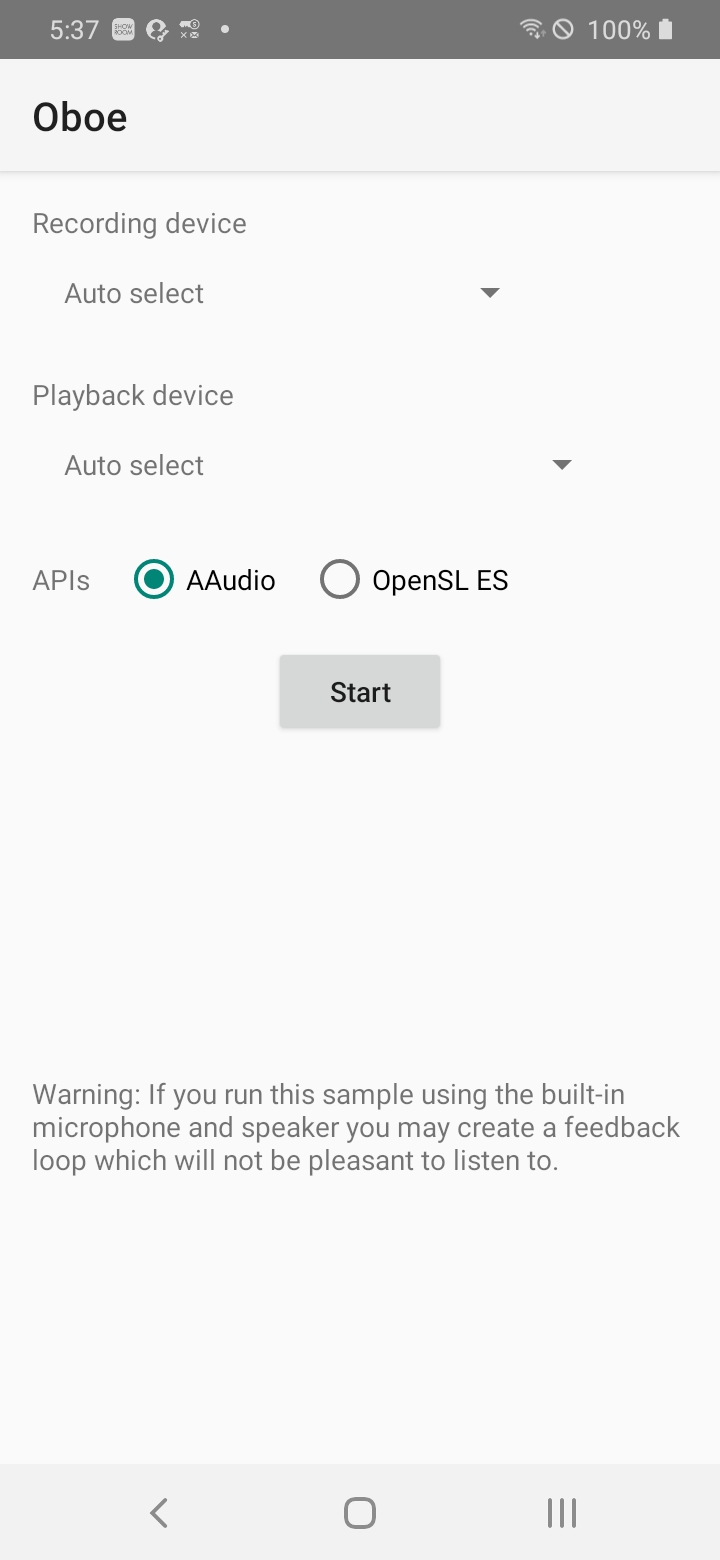 5:37 SHOW ROOM 100%
Oboe
Recording device
Auto select
Playback device
Auto select
APIs AAudio OpenSL ES
Start
Warning: If you run this sample using the built-in
microphone and speaker you may create a feedback
loop which will not be pleasant to listen to.